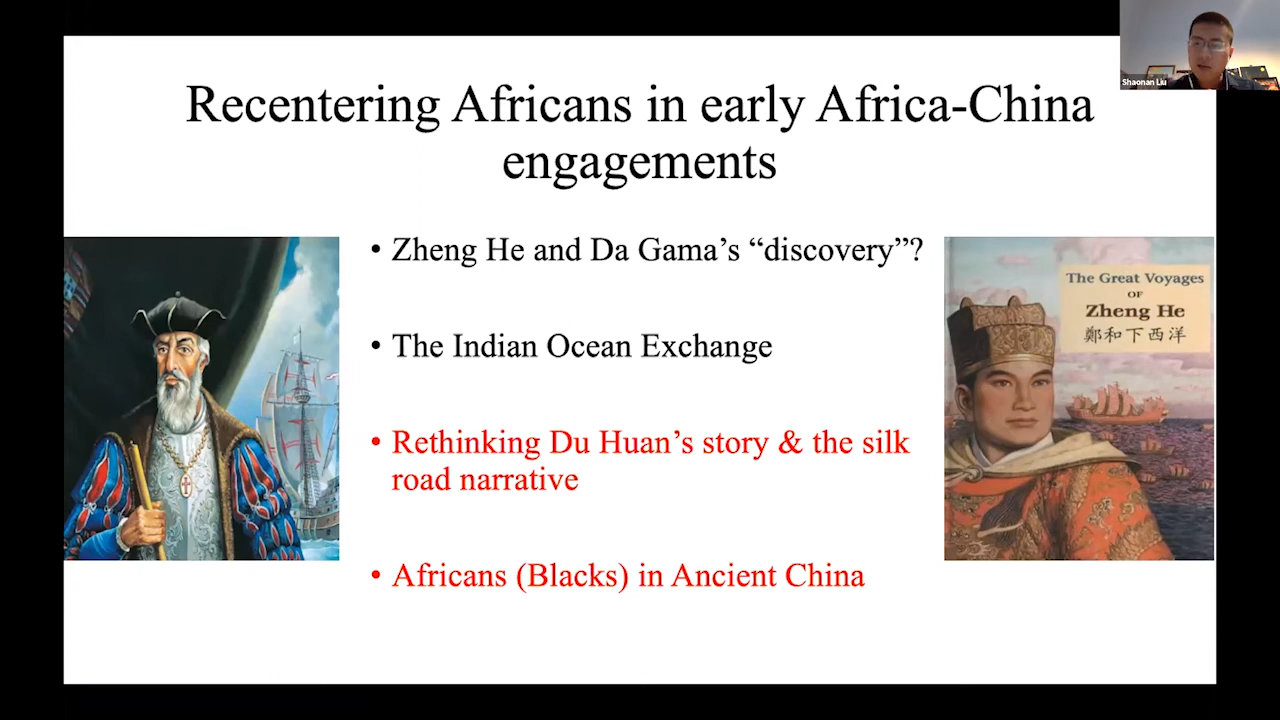 Shaonan Liu
Recentering Africans in early Africa-China
engagements
• Zheng He and Da Gama’s “discovery”?
• The Indian Ocean Exchange
• Rethinking Du Huan’s story & the silk
road narrative
• Africans (Blacks) in Ancient China
The Great Voyages
OF
Zheng He
鄭和下西洋